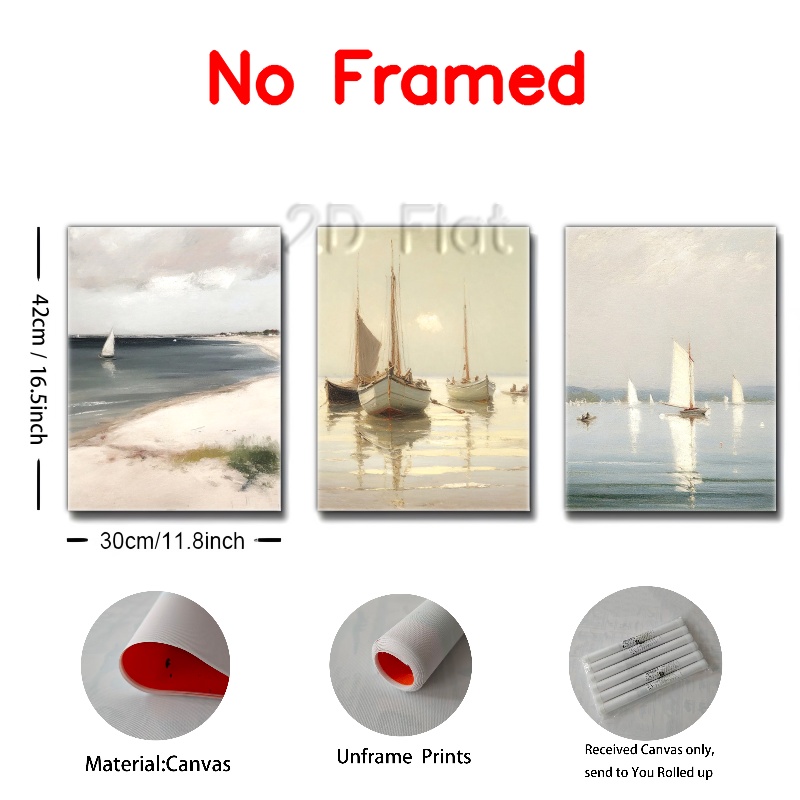 No Framed
2D Flat
42cm / 16.5inch
30cm/11.8inch
Material:Canvas
Unframe Prints
Received Canvas only,
send to You Rolled up